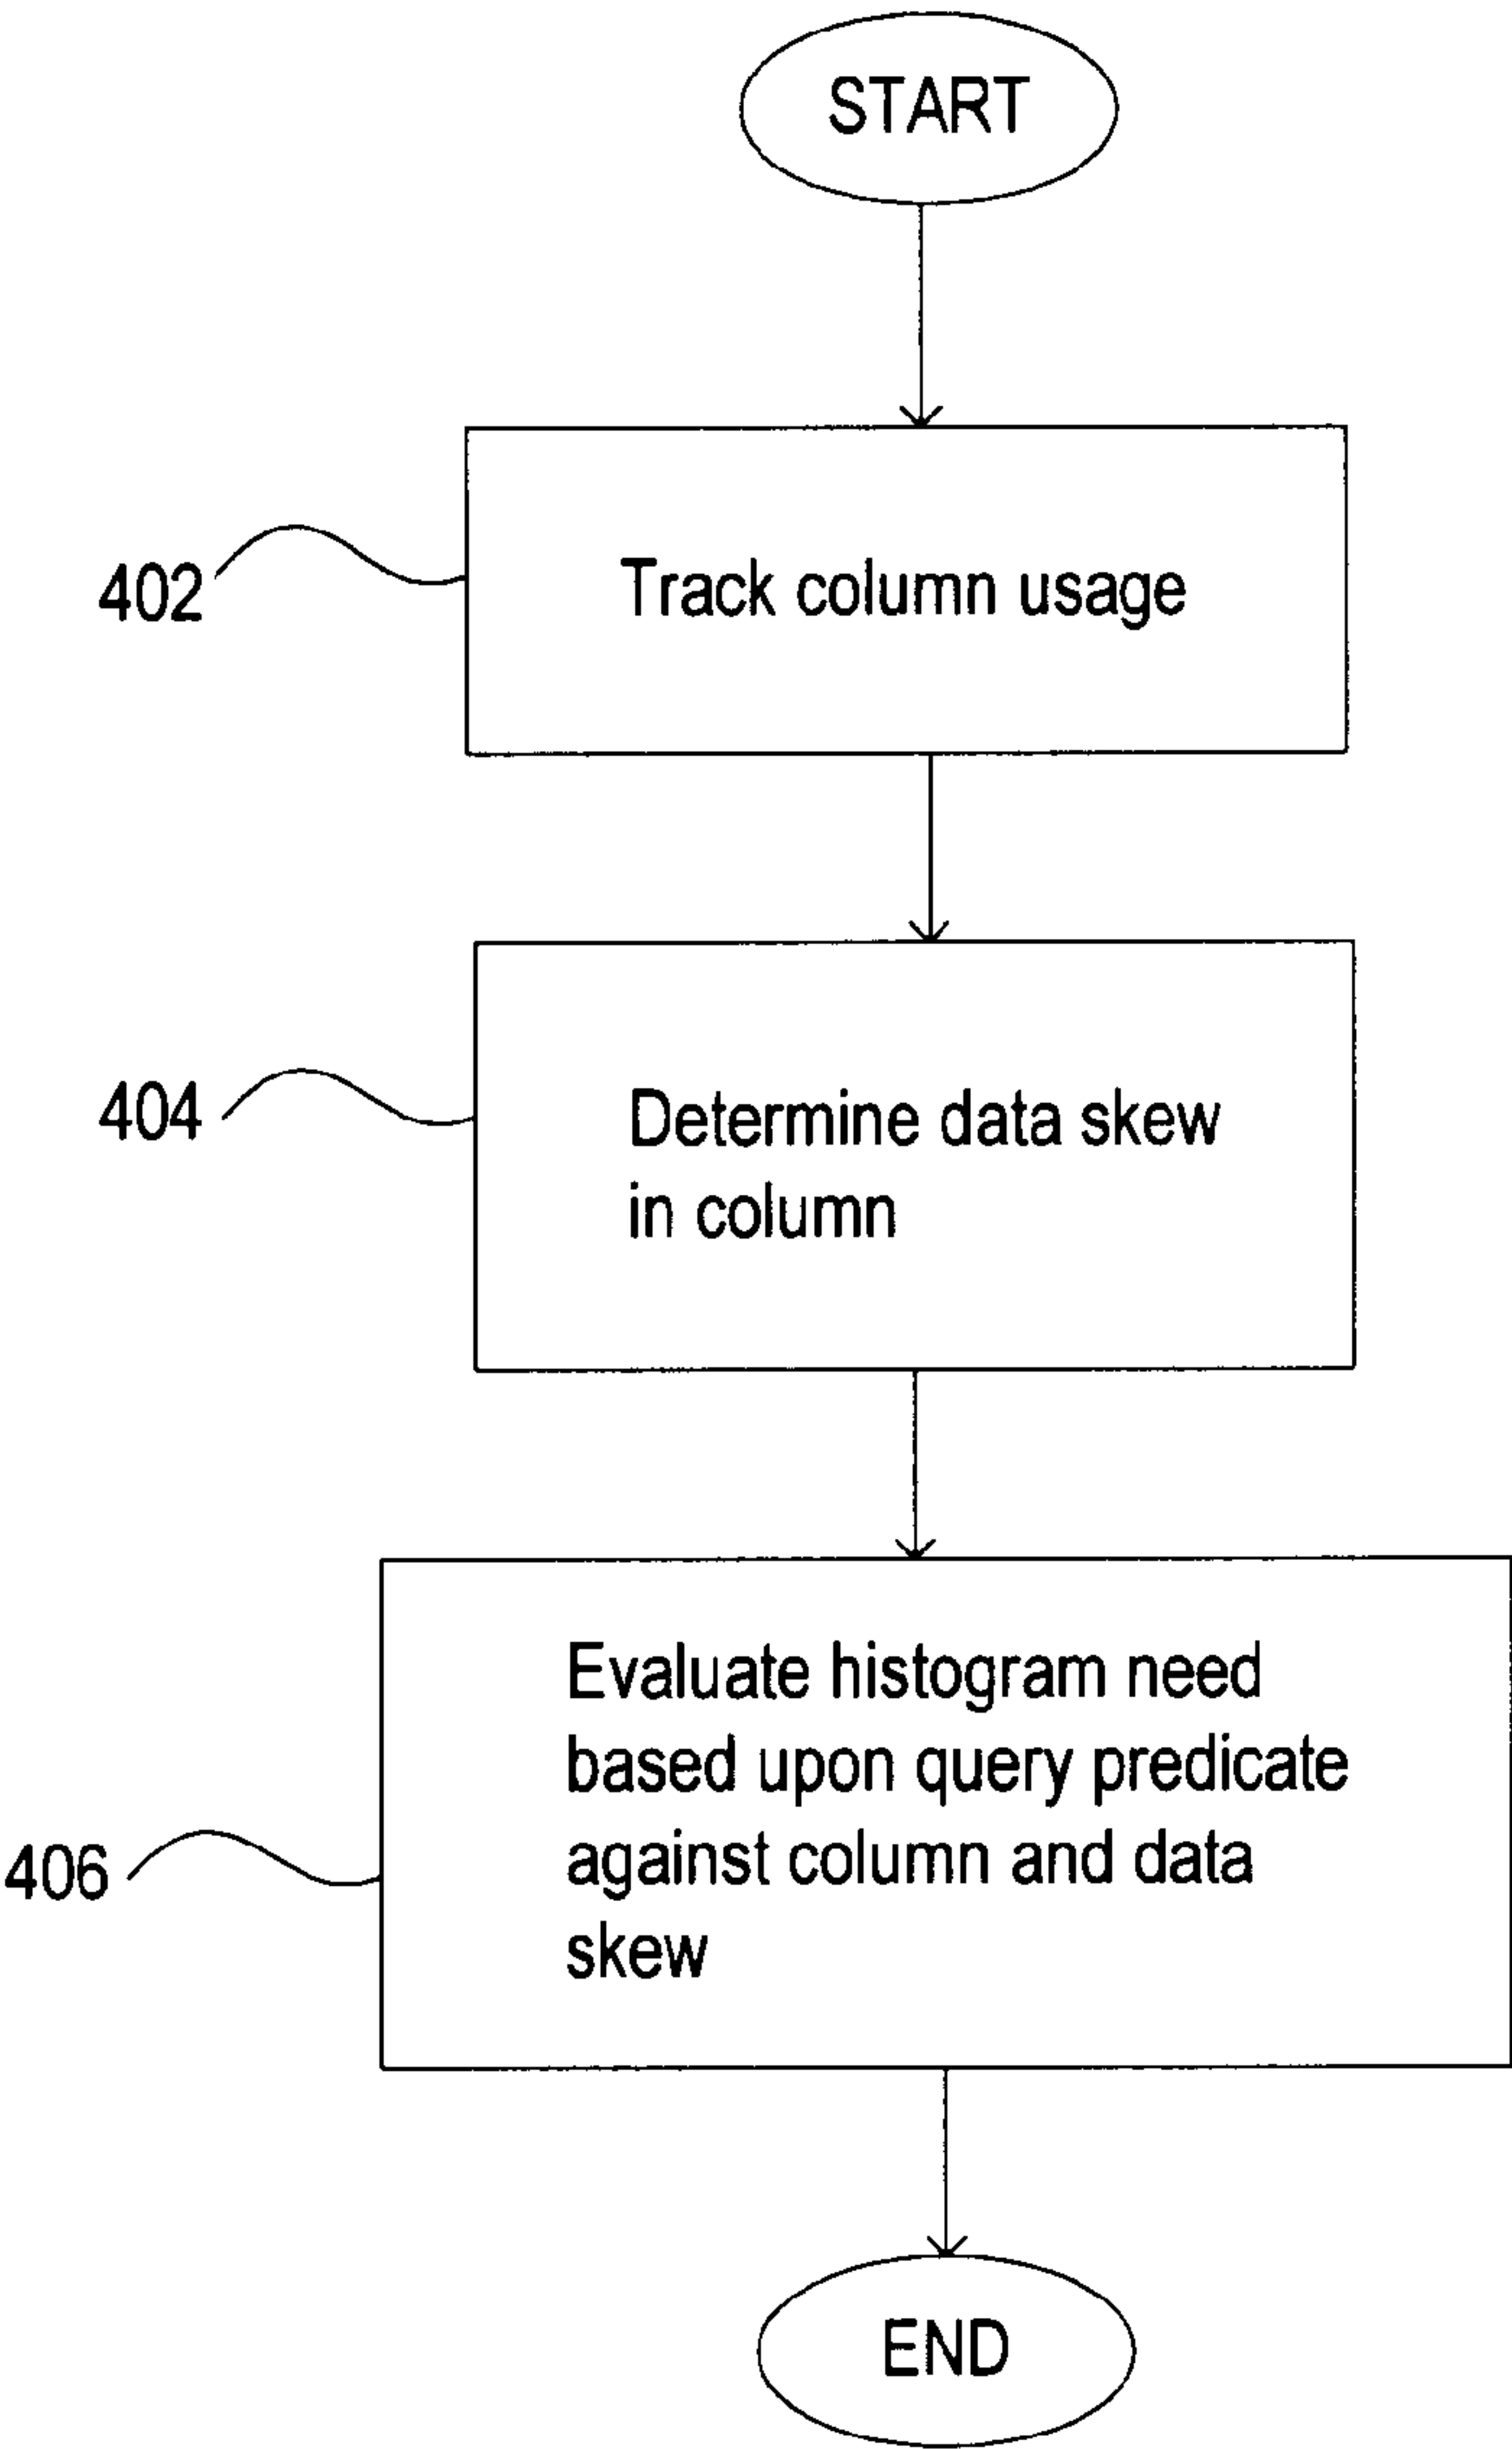 START
402
Track column usage
404
Determine data skew
in column
406
Evaluate histogram need
based upon query predicate
against column and data
skew
END